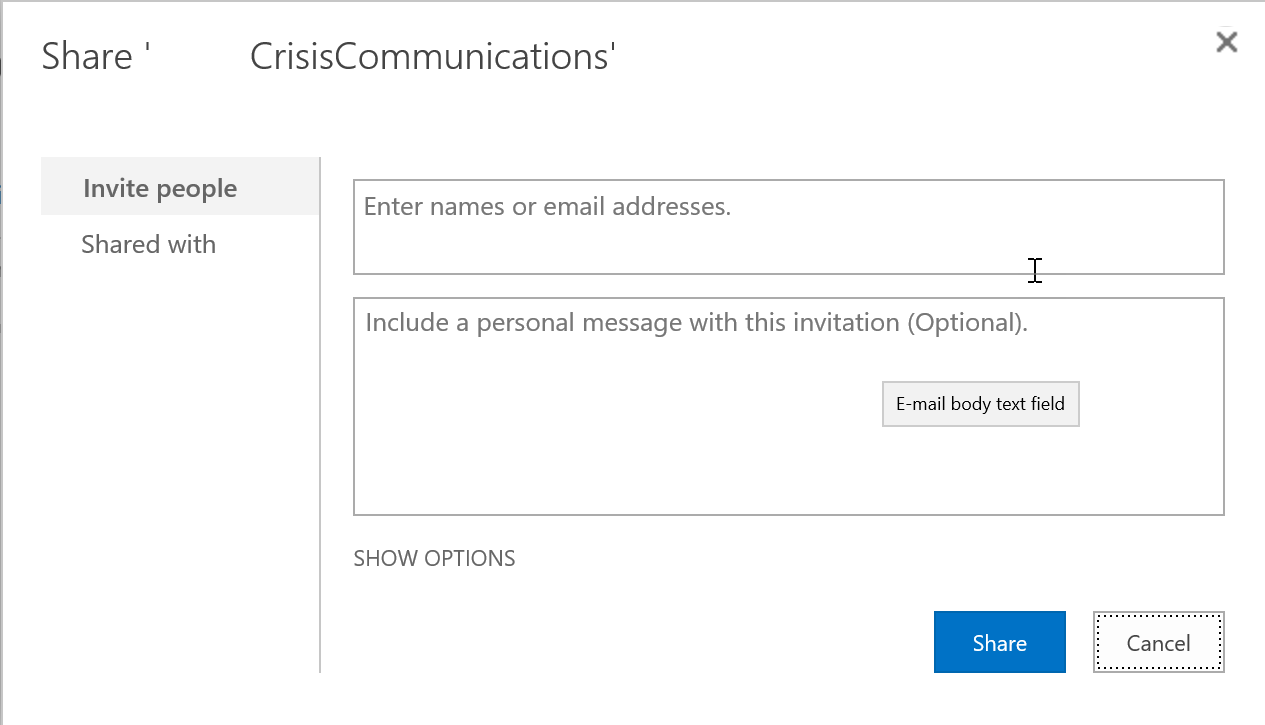 Share '          CrisisCommunications'
Invite people
Shared with
Enter names or email addresses.
Include a personal message with this invitation (Optional).
E-mail body text field
SHOW OPTIONS
Share
Cancel